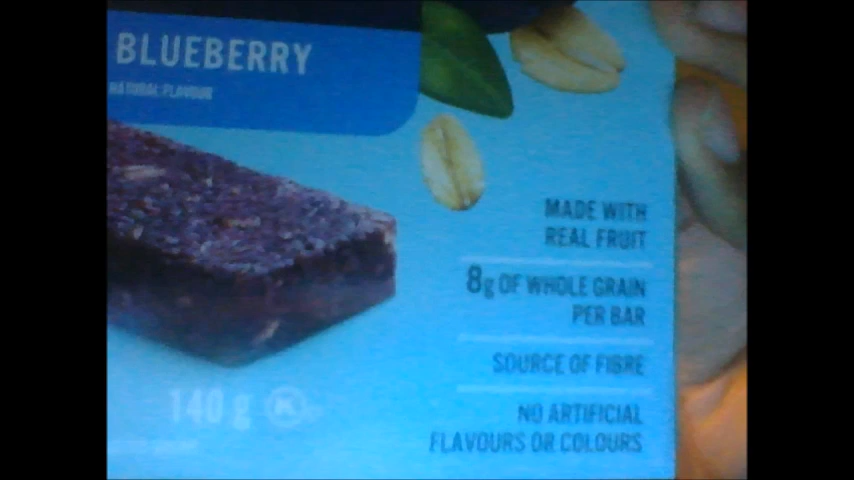 BLUEBERRY
NATURAL FLAVOUR
MADE WITH
REAL FRUIT
8g OF WHOLE GRAIN
PER BAR
SOURCE OF FIBRE
140 g K
NO ARTIFICIAL
FLAVOURS OR COLOURS